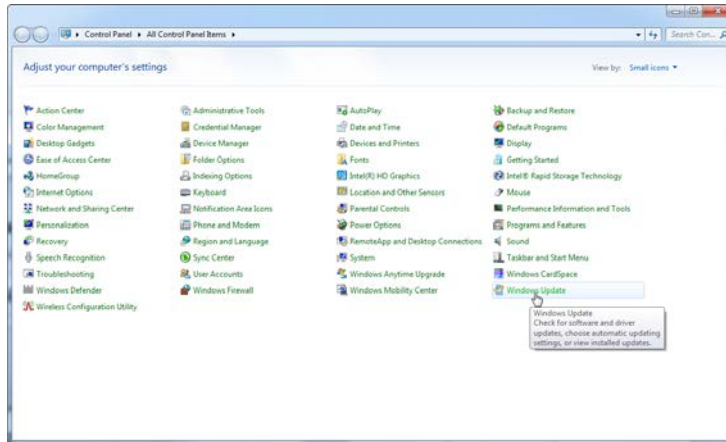 Control Panel ▸ All Control Panel Items ▸
Search Con...
Adjust your computer's settings
View by: Small icons
Action Center
Administrative Tools
AutoPlay
Backup and Restore
Color Management
Credential Manager
Date and Time
Default Programs
Desktop Gadgets
Device Manager
Devices and Printers
Display
Ease of Access Center
Folder Options
Fonts
Getting Started
HomeGroup
Indexing Options
Intel(R) HD Graphics
Intel® Rapid Storage Technology
Internet Options
Keyboard
Location and Other Sensors
Mouse
Network and Sharing Center
Notification Area Icons
Parental Controls
Performance Information and Tools
Personalization
Phone and Modem
Power Options
Programs and Features
Recovery
Region and Language
RemoteApp and Desktop Connections
Sound
Speech Recognition
Sync Center
System
Taskbar and Start Menu
Troubleshooting
User Accounts
Windows Anytime Upgrade
Windows CardSpace
Windows Defender
Windows Firewall
Windows Mobility Center
Windows Update
Wireless Configuration Utility
Windows Update
Check for software and driver
updates, choose automatic updating
settings, or view installed updates.